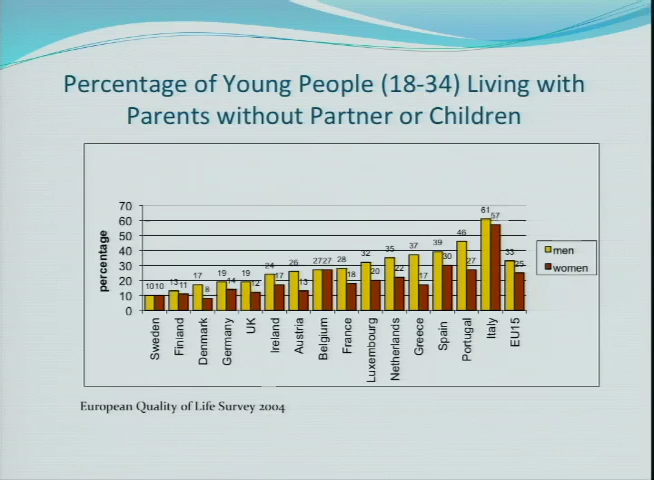 Percentage of Young People (18-34) Living with
Parents without Partner or Children
70
60
50
40
30
20
10
0
percentage
10 10
13 11
17 8
19 14
19 12
24 17
26 13
27 27
28 18
32 20
35 22
37 17
39 30
46 27
61 57
33 25
Sweden
Finland
Denmark
Germany
UK
Ireland
Austria
Belgium
France
Luxembourg
Netherlands
Greece
Spain
Portugal
Italy
EU15
men
women
European Quality of Life Survey 2004